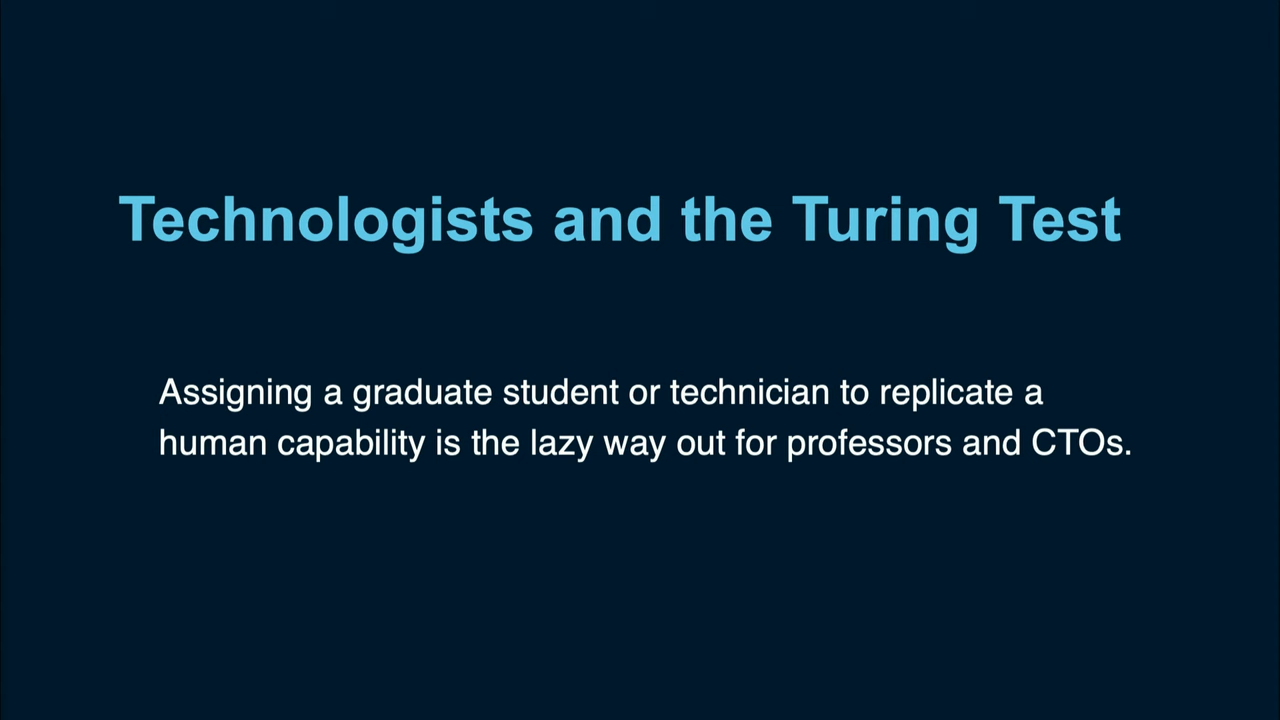 Technologists and the Turing Test
Assigning a graduate student or technician to replicate a
human capability is the lazy way out for professors and CTOs.